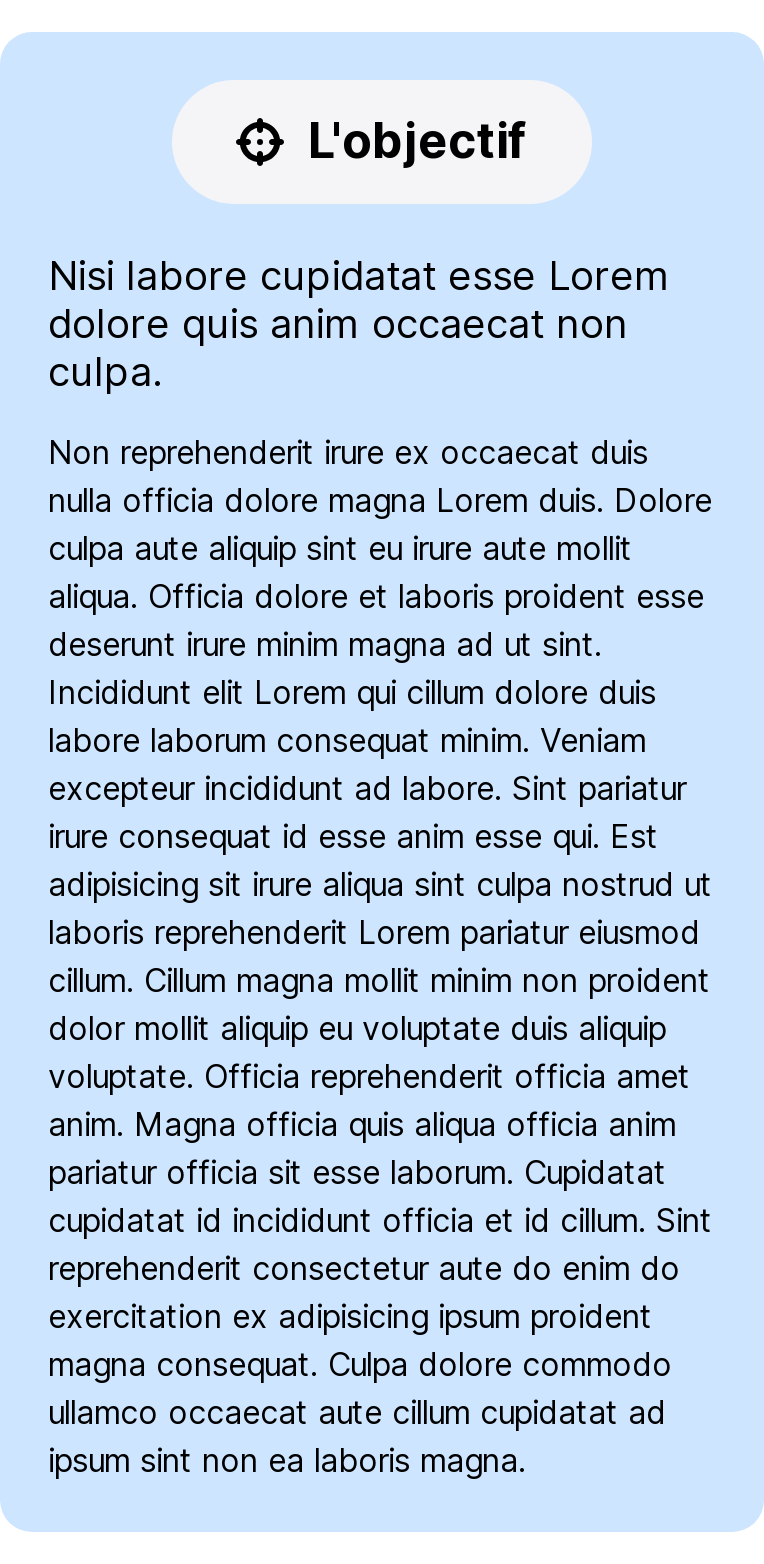 L'objectif
Nisi labore cupidatat esse Lorem
dolore quis anim occaecat non
culpa.
Non reprehenderit irure ex occaecat duis
nulla officia dolore magna Lorem duis. Dolore
culpa aute aliquip sint eu irure aute mollit
aliqua. Officia dolore et laboris proident esse
deserunt irure minim magna ad ut sint.
Incididunt elit Lorem qui cillum dolore duis
labore laborum consequat minim. Veniam
excepteur incididunt ad labore. Sint pariatur
irure consequat id esse anim esse qui. Est
adipisicing sit irure aliqua sint culpa nostrud ut
laboris reprehenderit Lorem pariatur eiusmod
cillum. Cillum magna mollit minim non proident
dolor mollit aliquip eu voluptate duis aliquip
voluptate. Officia reprehenderit officia amet
anim. Magna officia quis aliqua officia anim
pariatur officia sit esse laborum. Cupidatat
cupidatat id incididunt officia et id cillum. Sint
reprehenderit consectetur aute do enim do
exercitation ex adipisicing ipsum proident
magna consequat. Culpa dolore commodo
ullamco occaecat aute cillum cupidatat ad
ipsum sint non ea laboris magna.